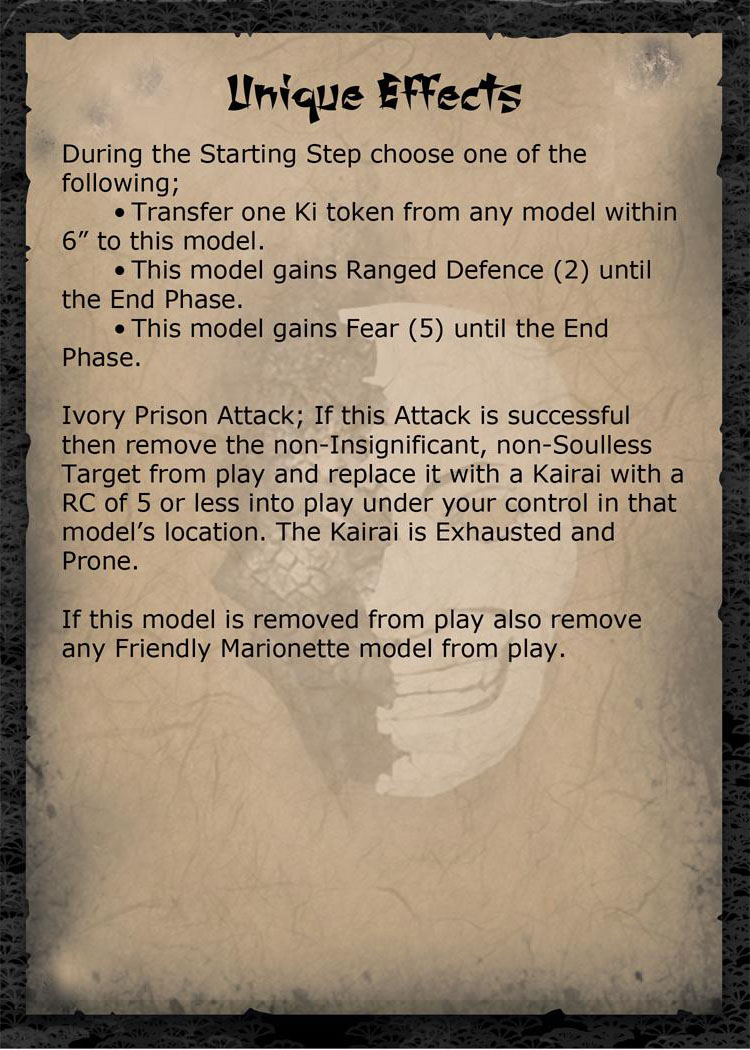 Unique Effects
During the Starting Step choose one of the
following;
• Transfer one Ki token from any model within
6” to this model.
• This model gains Ranged Defence (2) until
the End Phase.
• This model gains Fear (5) until the End
Phase.
Ivory Prison Attack; If this Attack is successful
then remove the non-Insignificant, non-Soulless
Target from play and replace it with a Kairai with a
RC of 5 or less into play under your control in that
model’s location. The Kairai is Exhausted and
Prone.
If this model is removed from play also remove
any Friendly Marionette model from play.